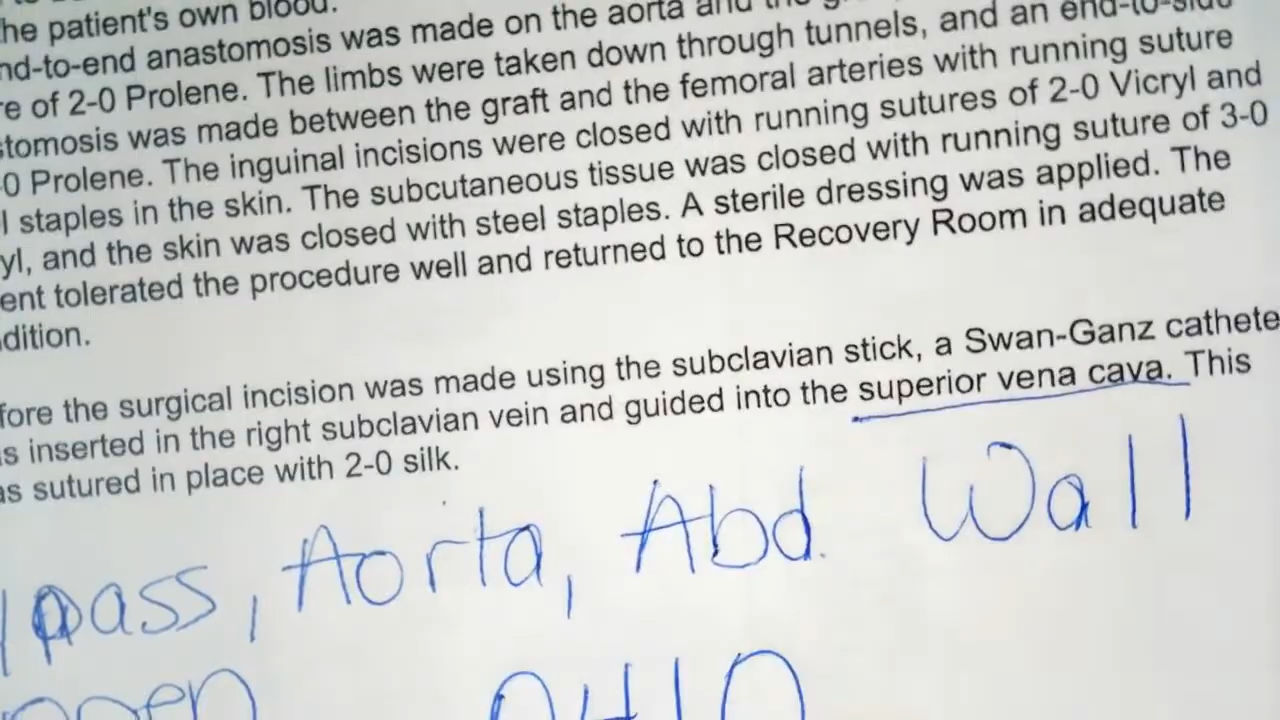 he patient's own blood.
nd-to-end anastomosis was made on the aorta and the
re of 2-0 Prolene. The limbs were taken down through tunnels, and an end-to-side
stomosis was made between the graft and the femoral arteries with running suture
-0 Prolene. The inguinal incisions were closed with running sutures of 2-0 Vicryl and
l staples in the skin. The subcutaneous tissue was closed with running suture of 3-0
yl, and the skin was closed with steel staples. A sterile dressing was applied. The
ent tolerated the procedure well and returned to the Recovery Room in adequate
dition.
fore the surgical incision was made using the subclavian stick, a Swan-Ganz cathete
s inserted in the right subclavian vein and guided into the superior vena cava. This
as sutured in place with 2-0 silk.
pass, Aorta, Abd. Wall